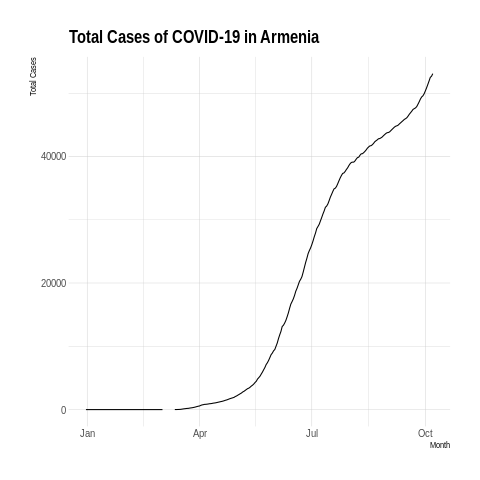 Total Cases of COVID-19 in Armenia
Total Cases
40000
20000
0
Jan Apr Jul Oct
Month